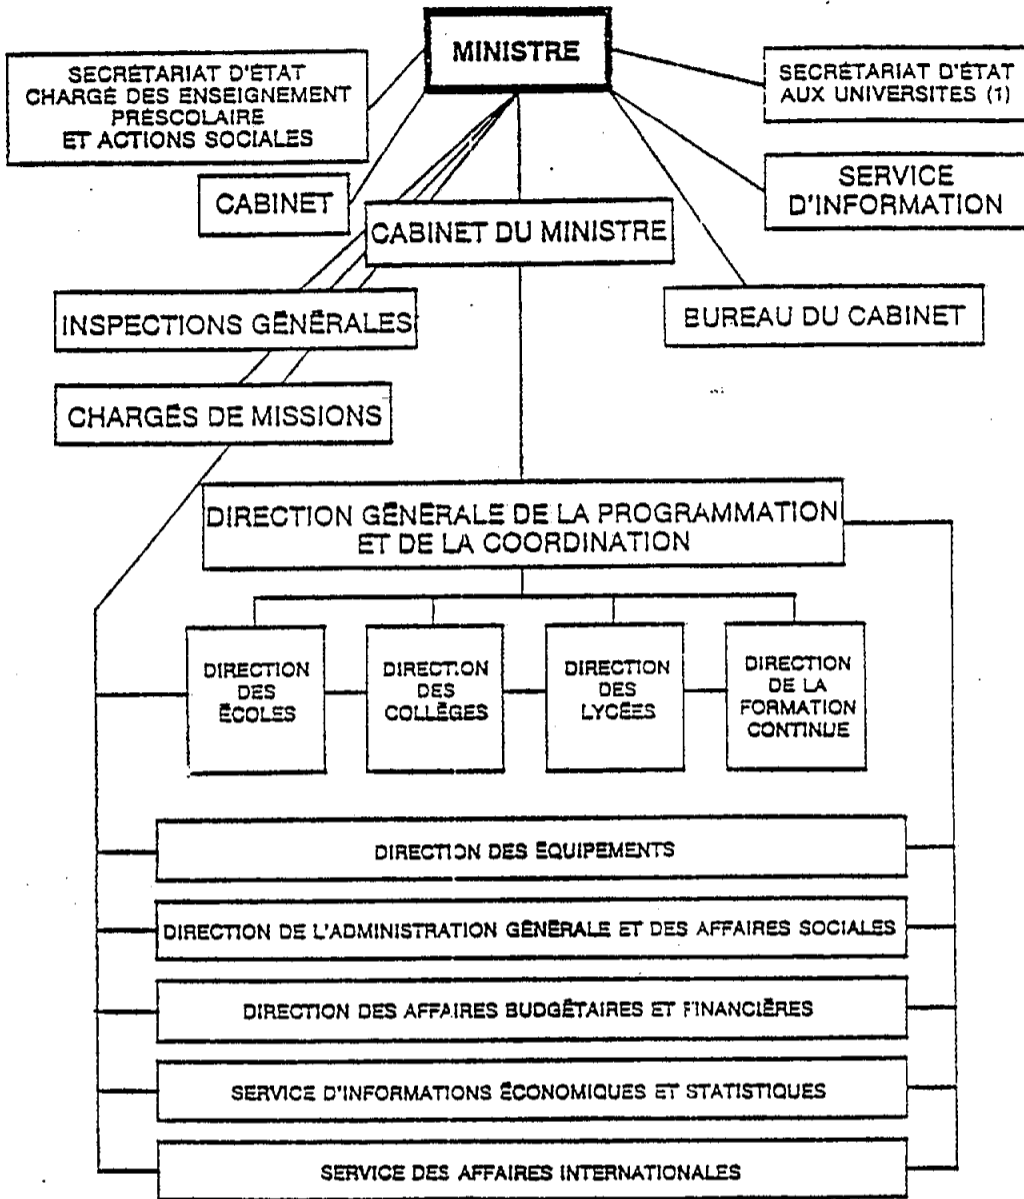 MINISTRE
SECRÉTARIAT D'ÉTAT
CHARGÉ DES ENSEIGNEMENT
PRÉSCOLAIRE
ET ACTIONS SOCIALES
SECRÉTARIAT D'ÉTAT
AUX UNIVERSITÉS (1)
CABINET
SERVICE
D'INFORMATION
CABINET DU MINISTRE
INSPECTIONS GÉNÉRALES
BUREAU DU CABINET
CHARGÉS DE MISSIONS
DIRECTION GÉNÉRALE DE LA PROGRAMMATION
ET DE LA COORDINATION
DIRECTION
DES
ÉCOLES
DIRECTION
DES
COLLÈGES
DIRECTION
DES
LYCÉES
DIRECTION
DE LA
FORMATION
CONTINUE
DIRECTION DES ÉQUIPEMENTS
DIRECTION DE L'ADMINISTRATION GÉNÉRALE ET DES AFFAIRES SOCIALES
DIRECTION DES AFFAIRES BUDGÉTAIRES ET FINANCIÈRES
SERVICE D'INFORMATIONS ÉCONOMIQUES ET STATISTIQUES
SERVICE DES AFFAIRES INTERNATIONALES